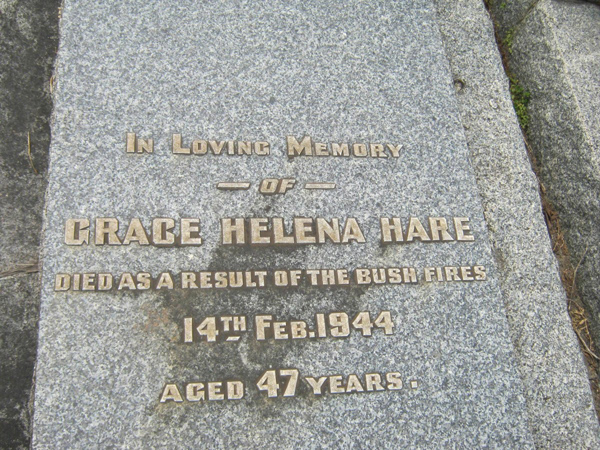 IN LOVING MEMORY
— OF —
GRACE HELENA HARE
DIED AS A RESULT OF THE BUSH FIRES
14TH FEB. 1944
AGED 47 YEARS.